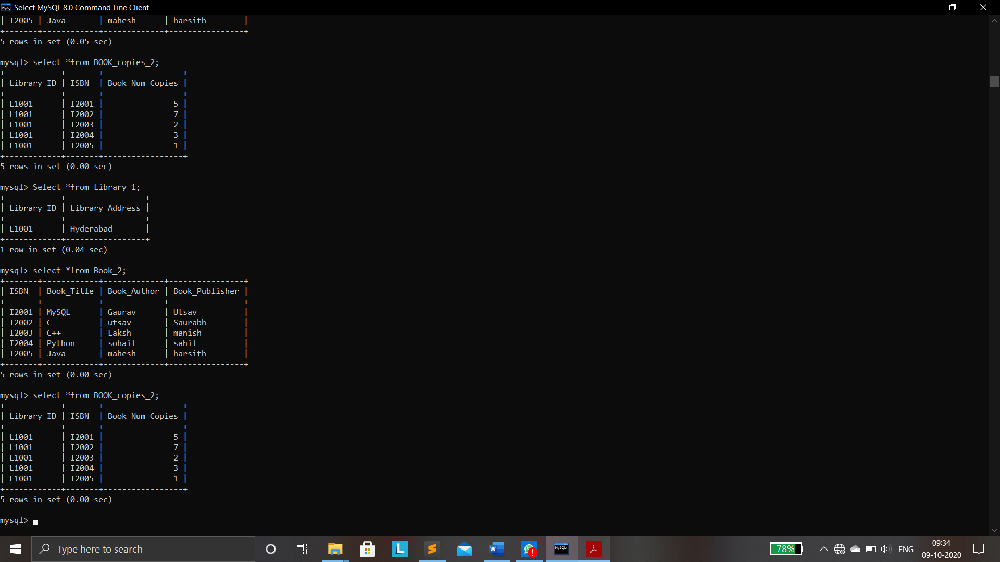 Select MySQL 8.0 Command Line Client
| I2005 | Java       | mahesh      | harsith        |
+-------+------------+-------------+----------------+
5 rows in set (0.05 sec)

mysql> select *from BOOK_copies_2;
+------------+-------+-----------------+
| Library_ID | ISBN  | Book_Num_Copies |
+------------+-------+-----------------+
| L1001      | I2001 |               5 |
| L1001      | I2002 |               7 |
| L1001      | I2003 |               2 |
| L1001      | I2004 |               3 |
| L1001      | I2005 |               1 |
+------------+-------+-----------------+
5 rows in set (0.00 sec)

mysql> Select *from Library_1;
+------------+-----------------+
| Library_ID | Library_Address |
+------------+-----------------+
| L1001      | Hyderabad       |
+------------+-----------------+
1 row in set (0.04 sec)

mysql> select *from Book_2;
+-------+------------+-------------+----------------+
| ISBN  | Book_Title | Book_Author | Book_Publisher |
+-------+------------+-------------+----------------+
| I2001 | MySQL      | Gaurav      | Utsav          |
| I2002 | C          | utsav       | Saurabh        |
| I2003 | C++        | Laksh       | manish         |
| I2004 | Python     | sohail      | sahil          |
| I2005 | Java       | mahesh      | harsith        |
+-------+------------+-------------+----------------+
5 rows in set (0.00 sec)

mysql> select *from BOOK_copies_2;
+------------+-------+-----------------+
| Library_ID | ISBN  | Book_Num_Copies |
+------------+-------+-----------------+
| L1001      | I2001 |               5 |
| L1001      | I2002 |               7 |
| L1001      | I2003 |               2 |
| L1001      | I2004 |               3 |
| L1001      | I2005 |               1 |
+------------+-------+-----------------+
5 rows in set (0.00 sec)

mysql>
Type here to search
78%
ENG
09:34
09-10-2020